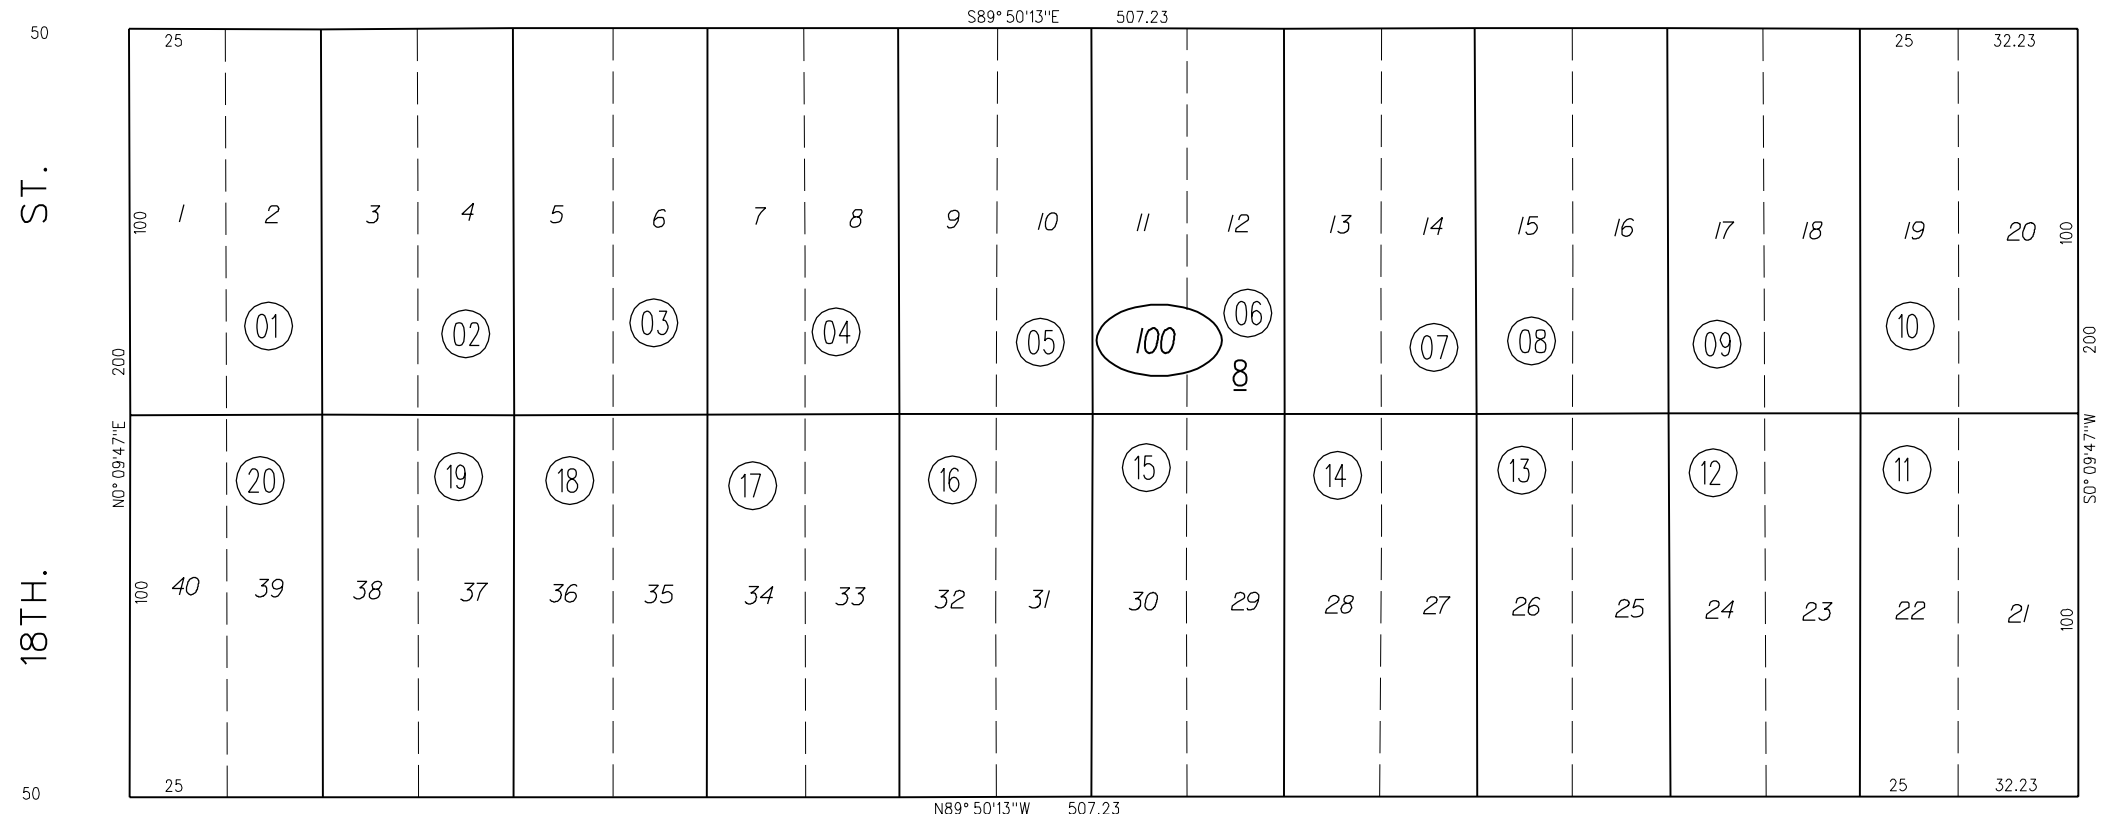 S89° 50'13"E 507.23
50 25 25 32.23
ST.
100 1 2 3 4 5 6 7 8 9 10 11 12 13 14 15 16 17 18 19 20 100
01 02 03 04 05 100 06 07 08 09 10
200 8 200
N0° 09'47"E S0° 09'47"W
20 19 18 17 16 15 14 13 12 11
18TH.
100 40 39 38 37 36 35 34 33 32 31 30 29 28 27 26 25 24 23 22 21 100
50 25 25 32.23
N89° 50'13"W 507.23